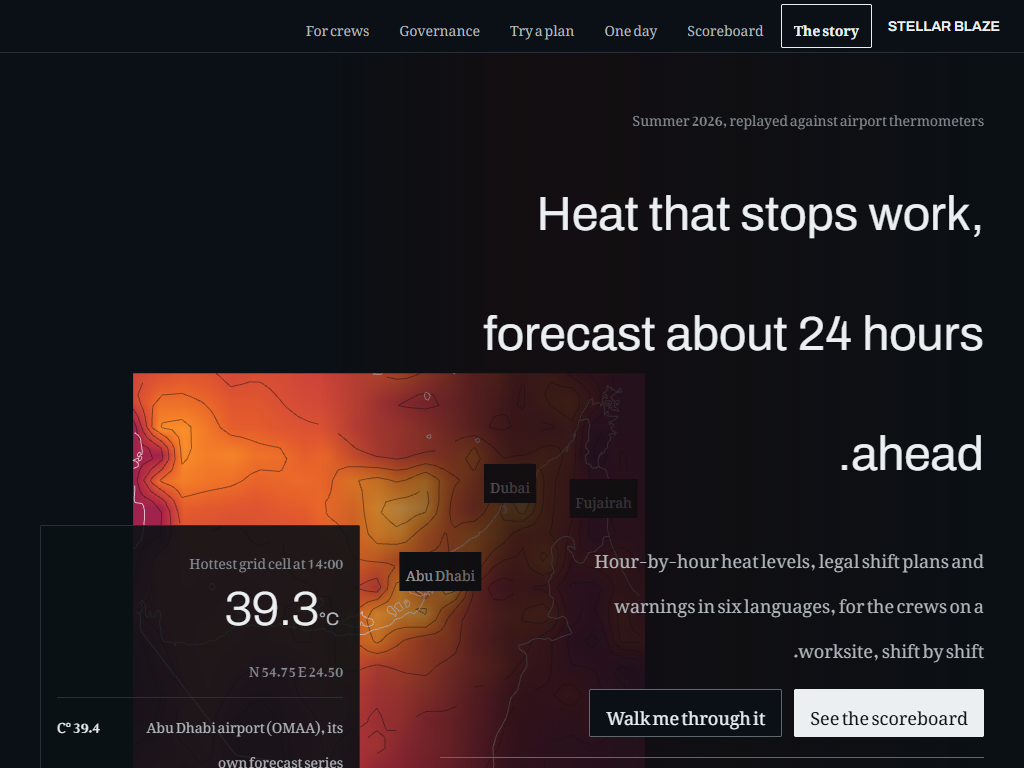 For crews
Governance
Try a plan
One day
Scoreboard
The story
STELLAR BLAZE
Summer 2026, replayed against airport thermometers
Heat that stops work,
forecast about 24 hours
.ahead
Dubai
Fujairah
Abu Dhabi
Hottest grid cell at 14:00
39.3°C
N 54.75 E 24.50
C° 39.4
Abu Dhabi airport (OMAA), its
own forecast series
Hour-by-hour heat levels, legal shift plans and
warnings in six languages, for the crews on a
.worksite, shift by shift
Walk me through it
See the scoreboard